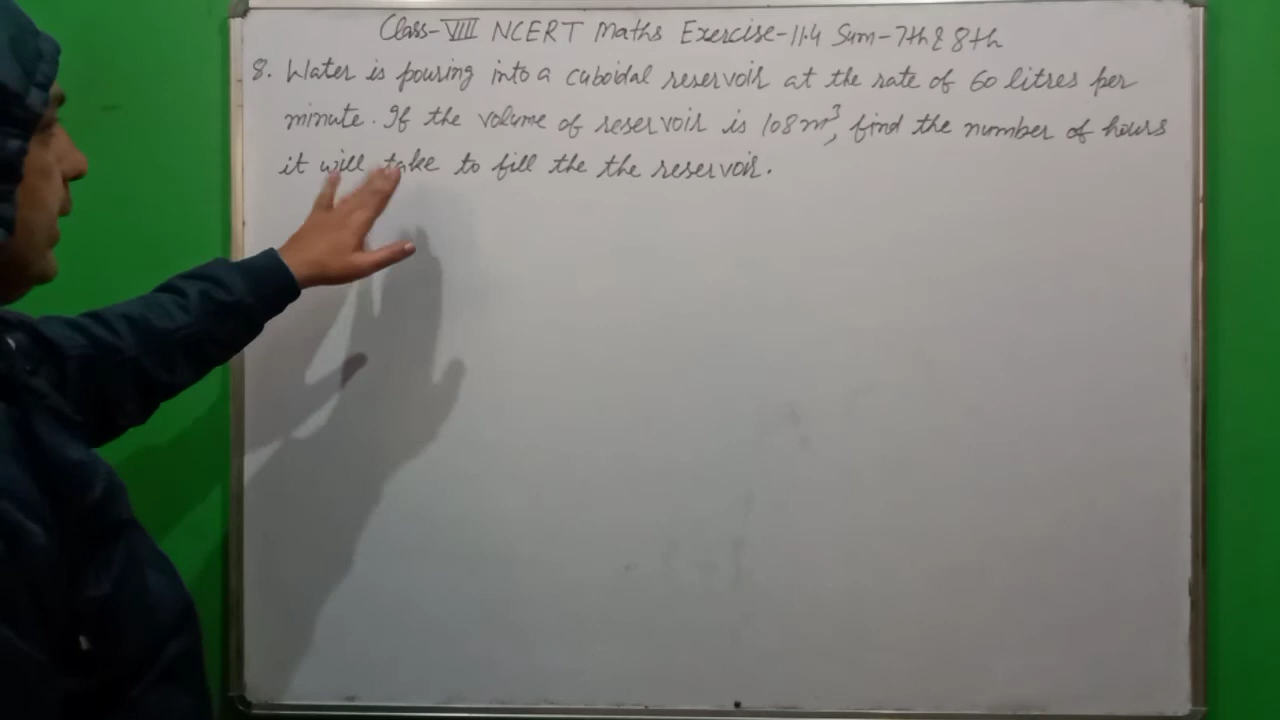 Class-VIII NCERT Maths Exercise-11.4 Sum-7th & 8th
8. Water is pouring into a cuboidal reservoir at the rate of 60 litres per
minute. If the volume of reservoir is 108m³, find the number of hours
it will take to fill the the reservoir.